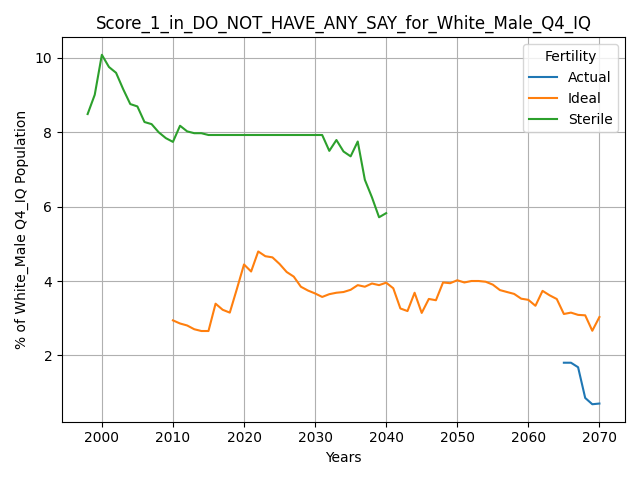 Score_1_in_DO_NOT_HAVE_ANY_SAY_for_White_Male_Q4_IQ
Fertility
Actual
Ideal
Sterile
% of White_Male Q4_IQ Population
10
8
6
4
2
2000 2010 2020 2030 2040 2050 2060 2070
Years